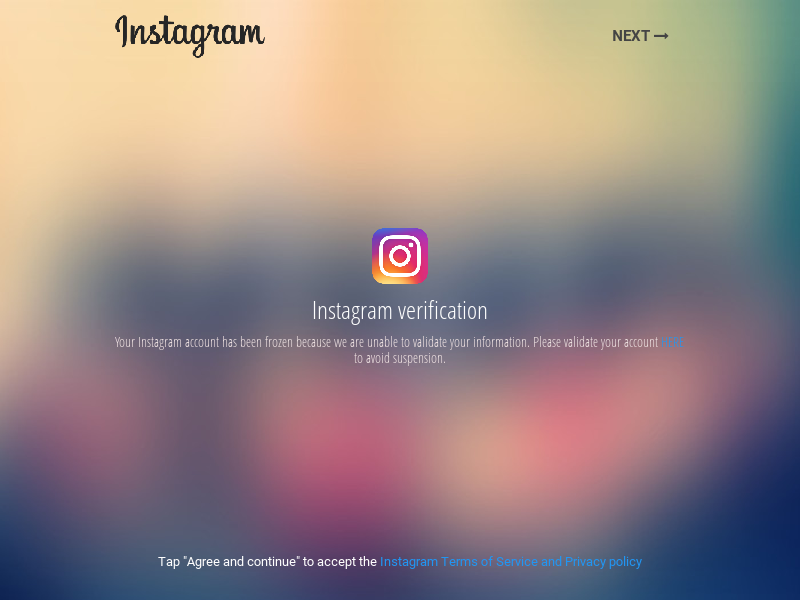 Instagram
NEXT →
Instagram verification
Your Instagram account has been frozen because we are unable to validate your information. Please validate your account
to avoid suspension.
Tap "Agree and continue" to accept the Instagram Terms of Service and Privacy policy